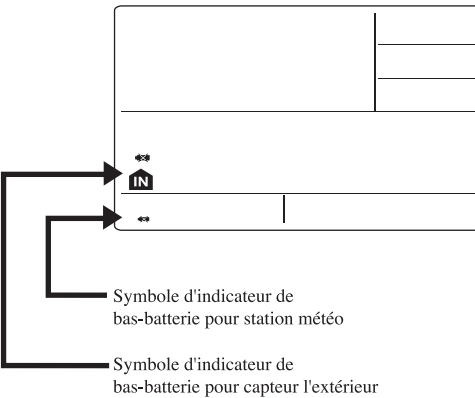 IN
Symbole d'indicateur de
bas-batterie pour station météo
Symbole d'indicateur de
bas-batterie pour capteur l'extérieur